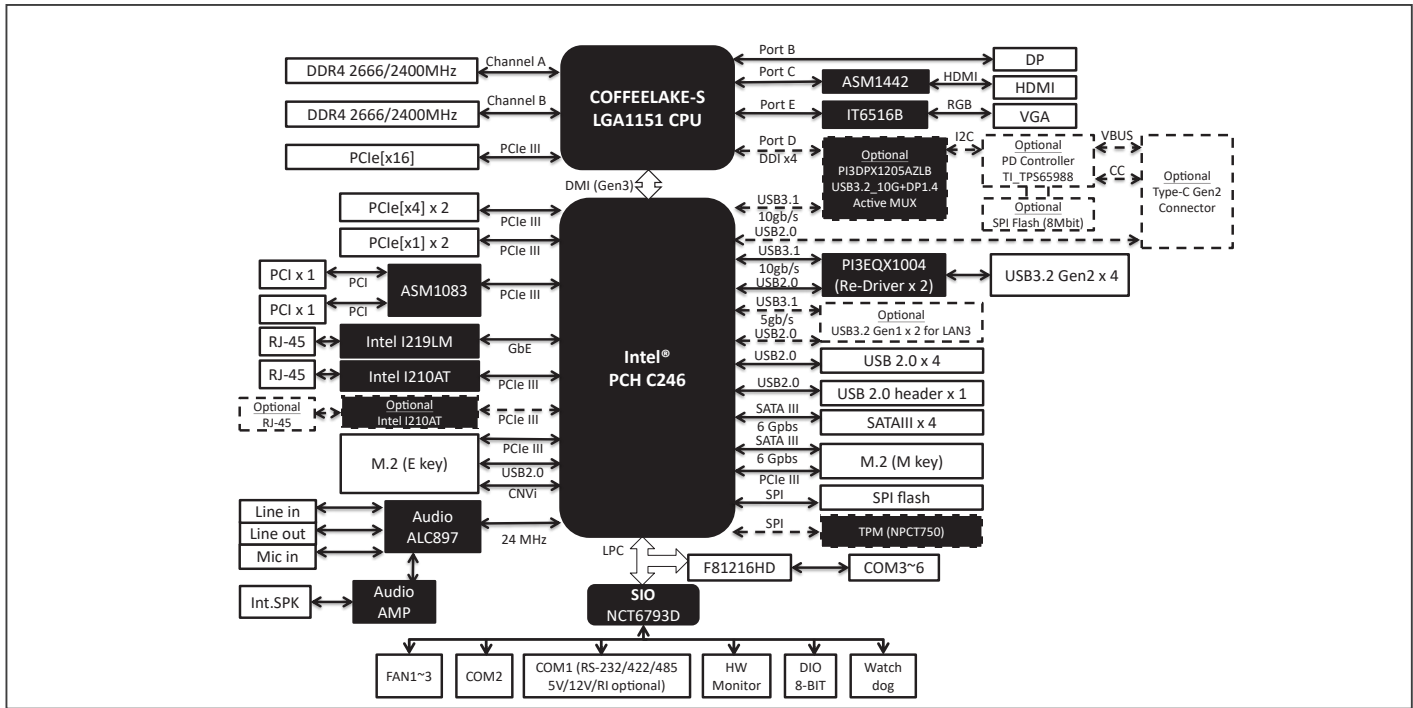 DDR4 2666/2400MHz
Channel A
DDR4 2666/2400MHz
Channel B
PCIe[x16]
PCIe III
COFFEELAKE-S
LGA1151 CPU
Port B
DP
Port C
ASM1442
HDMI
HDMI
Port E
IT6516B
RGB
VGA
Port D
DDI x4
Optional
PI3DPX1205AZLB
USB3.2_10G+DP1.4
Active MUX
I2C
Optional
PD Controller
TI_TPS65988
VBUS
CC
Optional
SPI Flash (8Mbit)
Optional
Type-C Gen2
Connector
DMI (Gen3)
PCIe[x4] x 2
PCIe III
PCIe[x1] x 2
PCIe III
PCI x 1
PCI
PCI x 1
PCI
ASM1083
PCIe III
RJ-45
Intel I219LM
GbE
RJ-45
Intel I210AT
PCIe III
Optional
RJ-45
Optional
Intel I210AT
PCIe III
M.2 (E key)
PCIe III
USB2.0
CNVi
Line in
Line out
Mic in
Audio
ALC897
24 MHz
Int.SPK
Audio
AMP
Intel®
PCH C246
USB3.1
10gb/s
USB2.0
USB3.1
10gb/s
USB2.0
PI3EQX1004
(Re-Driver x 2)
USB3.2 Gen2 x 4
USB3.1
5gb/s
USB2.0
Optional
USB3.2 Gen1 x 2 for LAN3
USB2.0
USB 2.0 x 4
USB2.0
USB 2.0 header x 1
SATA III
6 Gpbs
SATAIII x 4
SATA III
6 Gpbs
PCIe III
M.2 (M key)
SPI
SPI flash
SPI
TPM (NPCT750)
LPC
F81216HD
COM3~6
SIO
NCT6793D
FAN1~3
COM2
COM1 (RS-232/422/485
5V/12V/RI optional)
HW
Monitor
DIO
8-BIT
Watch
dog